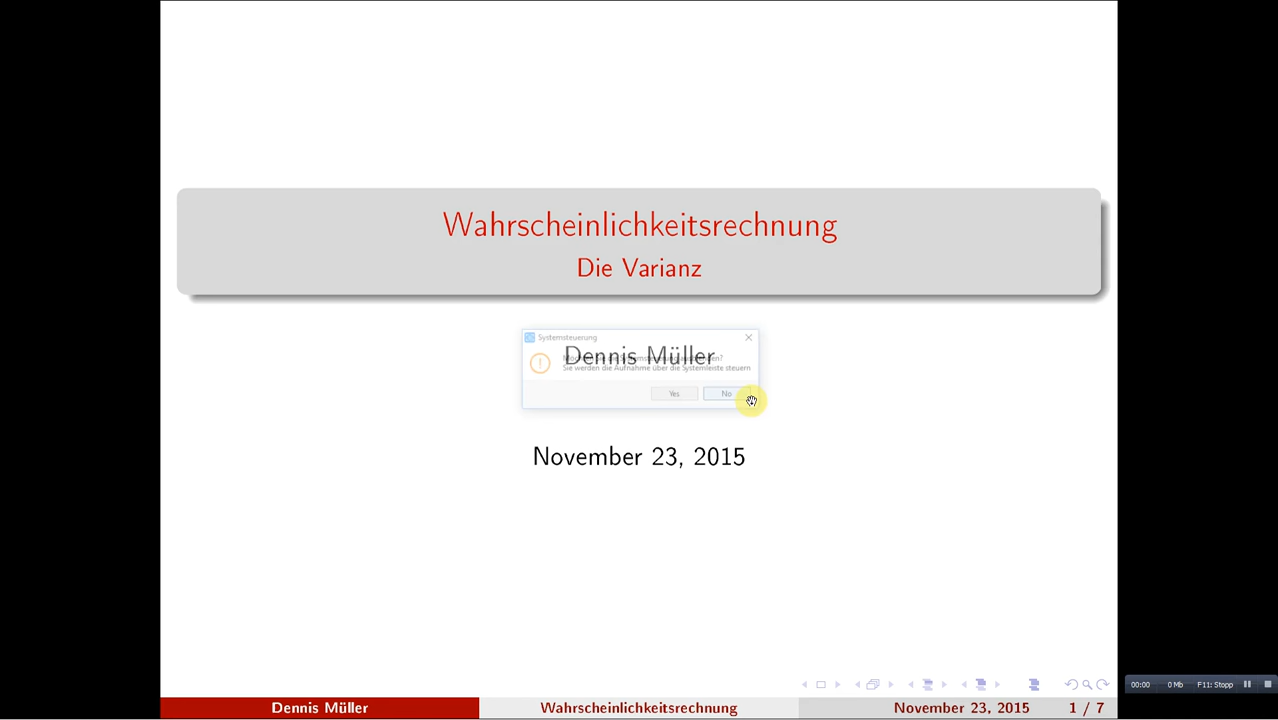 Wahrscheinlichkeitsrechnung
Die Varianz
Systemsteuerung
Dennis Müller
Sie werden die Aufnahme über die Systemleiste steuern
Yes No
November 23, 2015
00:00 0 Mb F11: Stopp
Dennis Müller Wahrscheinlichkeitsrechnung November 23, 2015 1 / 7